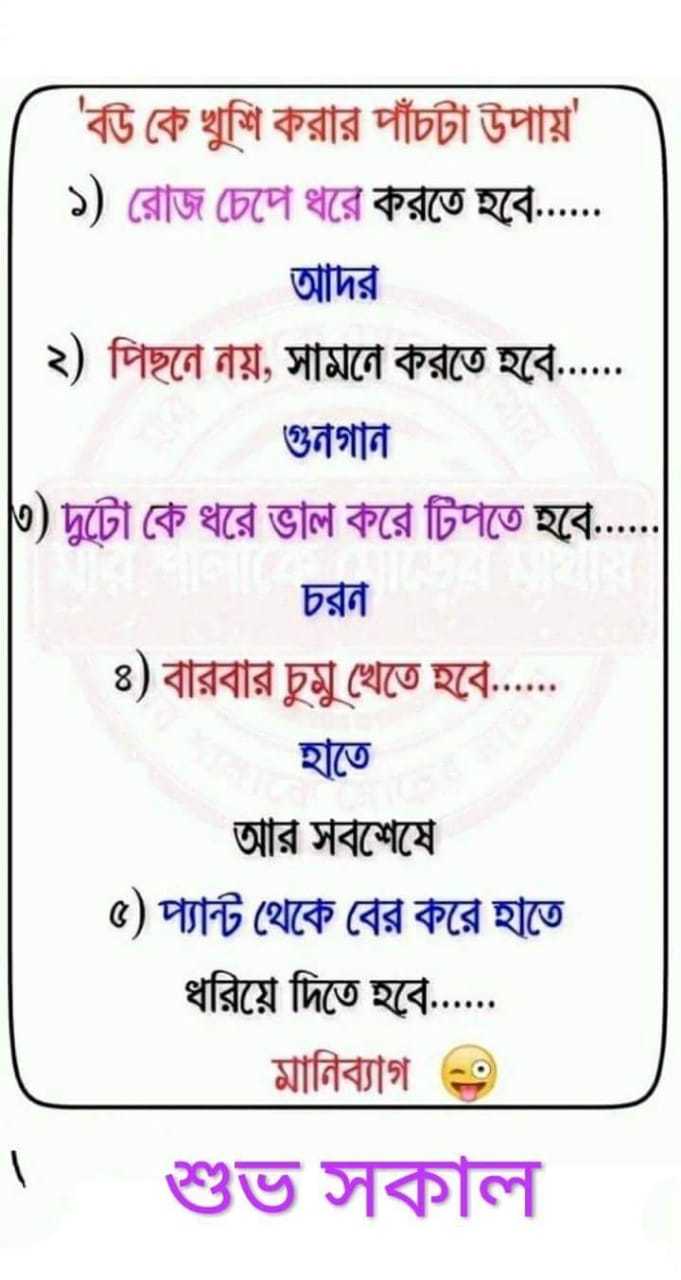 'বউ কে খুশি করার পাঁচটা উপায়'
১) রোজ চেপে ধরে করতে হবে......
আদর
২) পিছনে নয়, সামনে করতে হবে......
গুনগান
৩) দুটো কে ধরে ভাল করে টিপতে হবে......
চরন
৪) বারবার চুমু খেতে হবে......
হাতে
আর সবশেষে
৫) প্যান্ট থেকে বের করে হাতে
ধরিয়ে দিতে হবে......
মানিব্যাগ 😜
শুভ সকাল